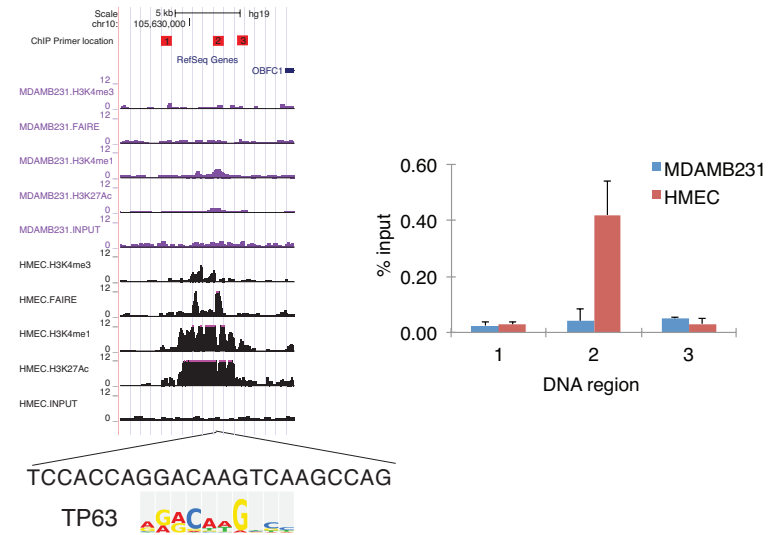 Scale 5 kb hg19
chr10: 105,630,000
ChIP Primer location 1 2 3
RefSeq Genes
OBFC1
12
MDAMB231.H3K4me3
0
12
MDAMB231.FAIRE
0
12
MDAMB231.H3K4me1
0
12
MDAMB231.H3K27Ac
0
12
MDAMB231.INPUT
0
12
HMEC.H3K4me3
0
12
HMEC.FAIRE
0
12
HMEC.H3K4me1
0
12
HMEC.H3K27Ac
0
12
HMEC.INPUT
0
TCCACCAGGACAAGTCAAGCCAG
TP63
AGACAAG CC
MDAMB231
HMEC
% input
0.60
0.40
0.20
0.00
1 2 3
DNA region